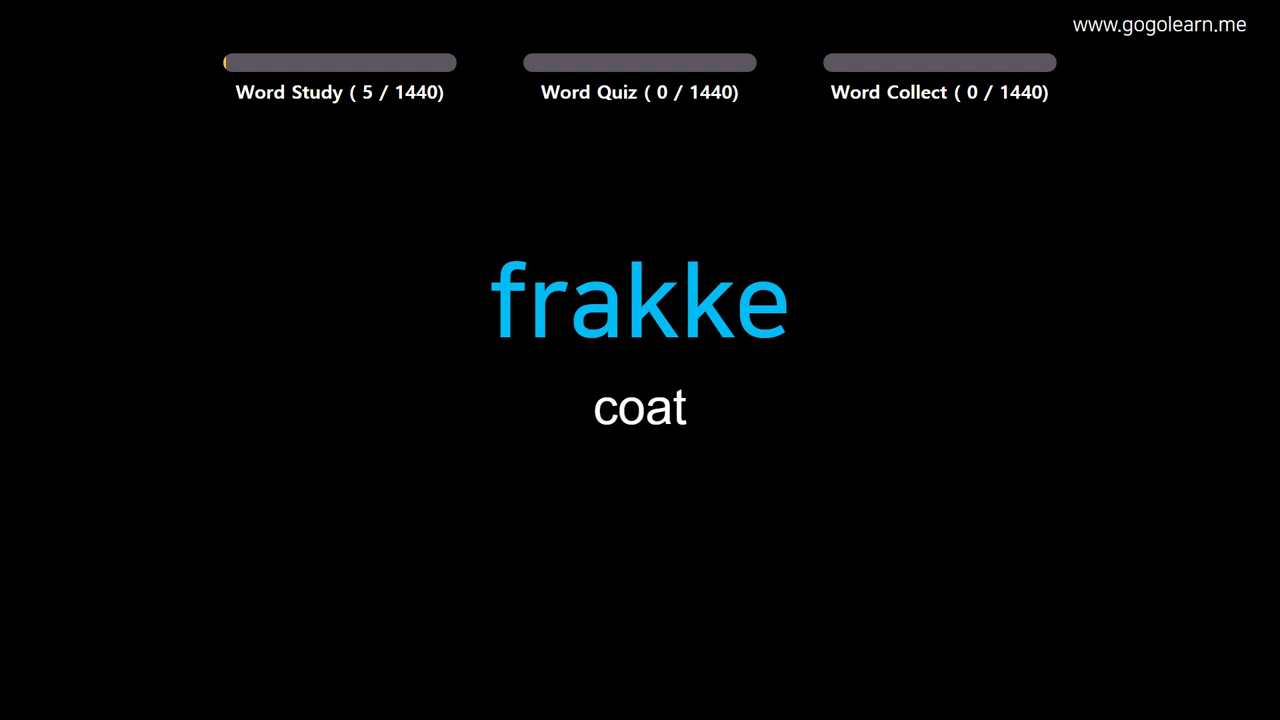 www.gogolearn.me
Word Study ( 5 / 1440)
Word Quiz ( 0 / 1440)
Word Collect ( 0 / 1440)
frakke
coat